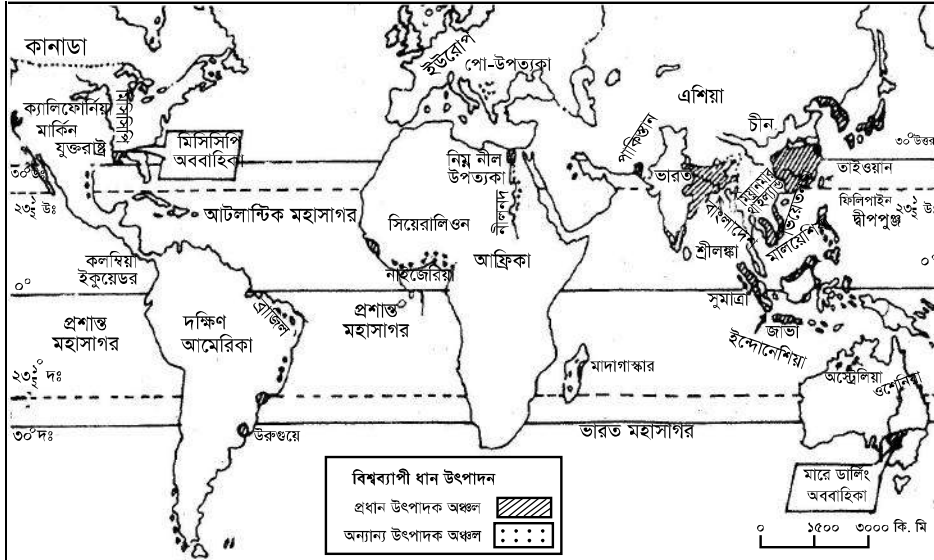 কানাডা
ইউরোপ
পো-উপত্যকা
এশিয়া
ক্যালিফোর্নিয়া
মার্কিন
যুক্তরাষ্ট্র
মিসিসিপি
অববাহিকা
নিম্ন নীল
উপত্যকা
নীলনদ
পাকিস্তান
ভারত
চীন
৩০° উত্তর
তাইওয়ান
মিয়ানমার
থাইল্যান্ড
বাংলাদেশ
ফিলিপাইন
দ্বীপপুঞ্জ
৩০° উঃ
২৩½° উঃ
২৩½° উঃ
আটলান্টিক মহাসাগর
সিয়েরালিওন
নাইজেরিয়া
আফ্রিকা
শ্রীলঙ্কা
মালয়েশিয়া
কলম্বিয়া
ইকুয়েডর
০°
০°
সুমাত্রা
জাভা
ইন্দোনেশিয়া
প্রশান্ত
মহাসাগর
দক্ষিণ
আমেরিকা
ব্রাজিল
প্রশান্ত
মহাসাগর
মাদাগাস্কার
অস্ট্রেলিয়া
ওশেনিয়া
২৩½° দঃ
৩০° দঃ
উরুগুয়ে
ভারত মহাসাগর
মারে ডার্লিং
অববাহিকা
বিশ্বব্যাপী ধান উৎপাদন
প্রধান উৎপাদক অঞ্চল
অন্যান্য উৎপাদক অঞ্চল
০ ১৫০০ ৩০০০ কি. মি